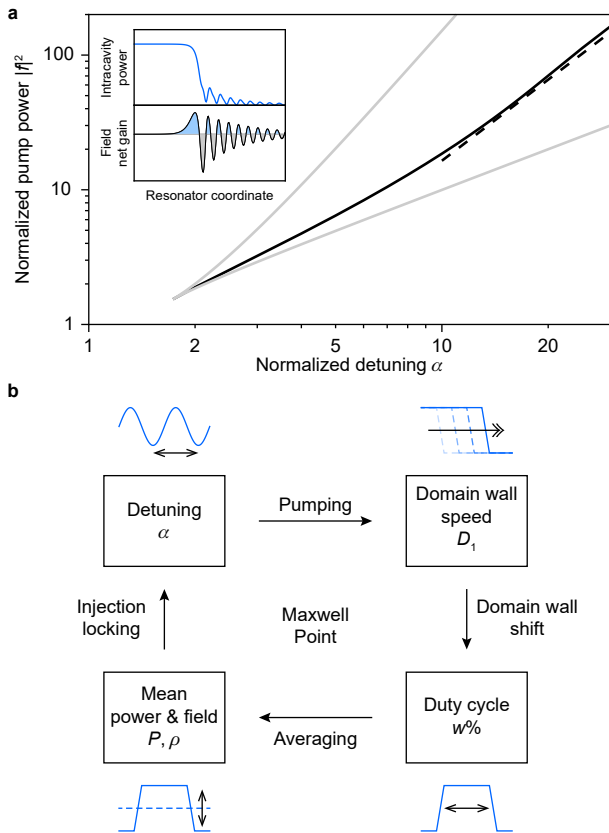 a
Normalized pump power |f|²
100
10
1
1
2
5
10
20
Normalized detuning α
Intracavity
power
Field
net gain
Resonator coordinate
b
Detuning
α
Pumping
Domain wall
speed
D₁
Injection
locking
Maxwell
Point
Domain wall
shift
Mean
power & field
P, ρ
Averaging
Duty cycle
w%